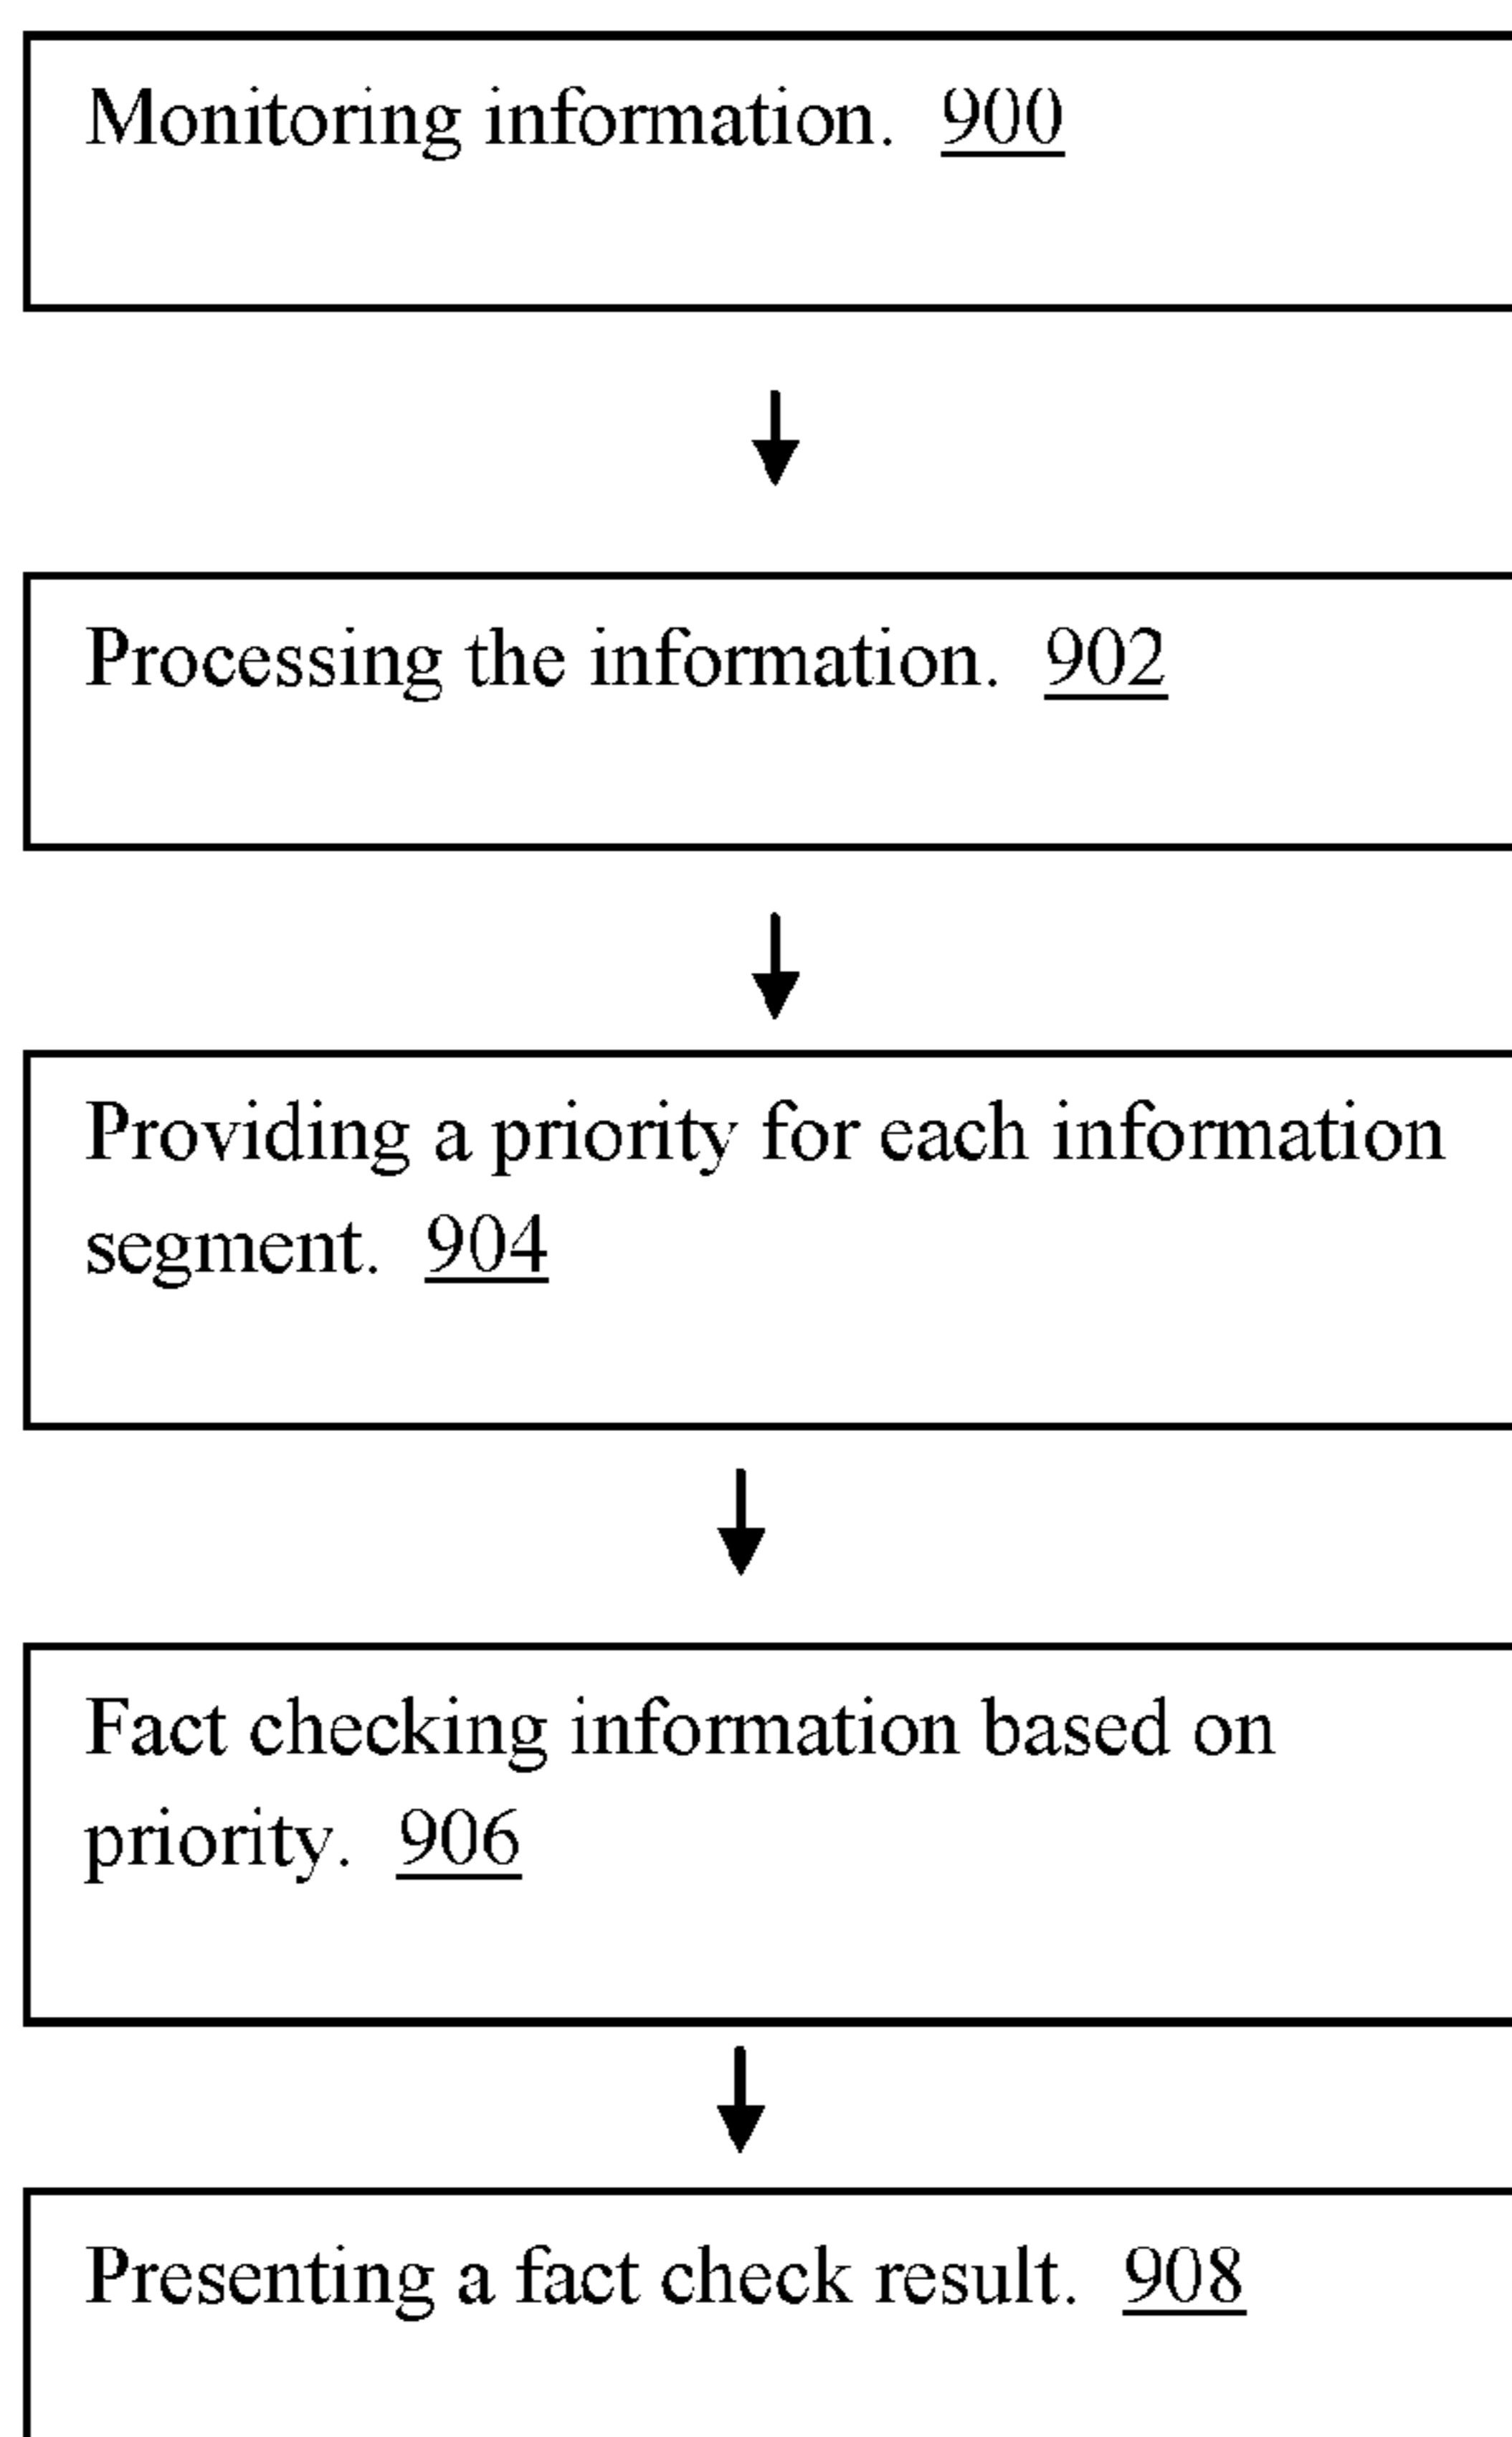 Monitoring information. 900
Processing the information. 902
Providing a priority for each information
segment. 904
Fact checking information based on
priority. 906
Presenting a fact check result. 908